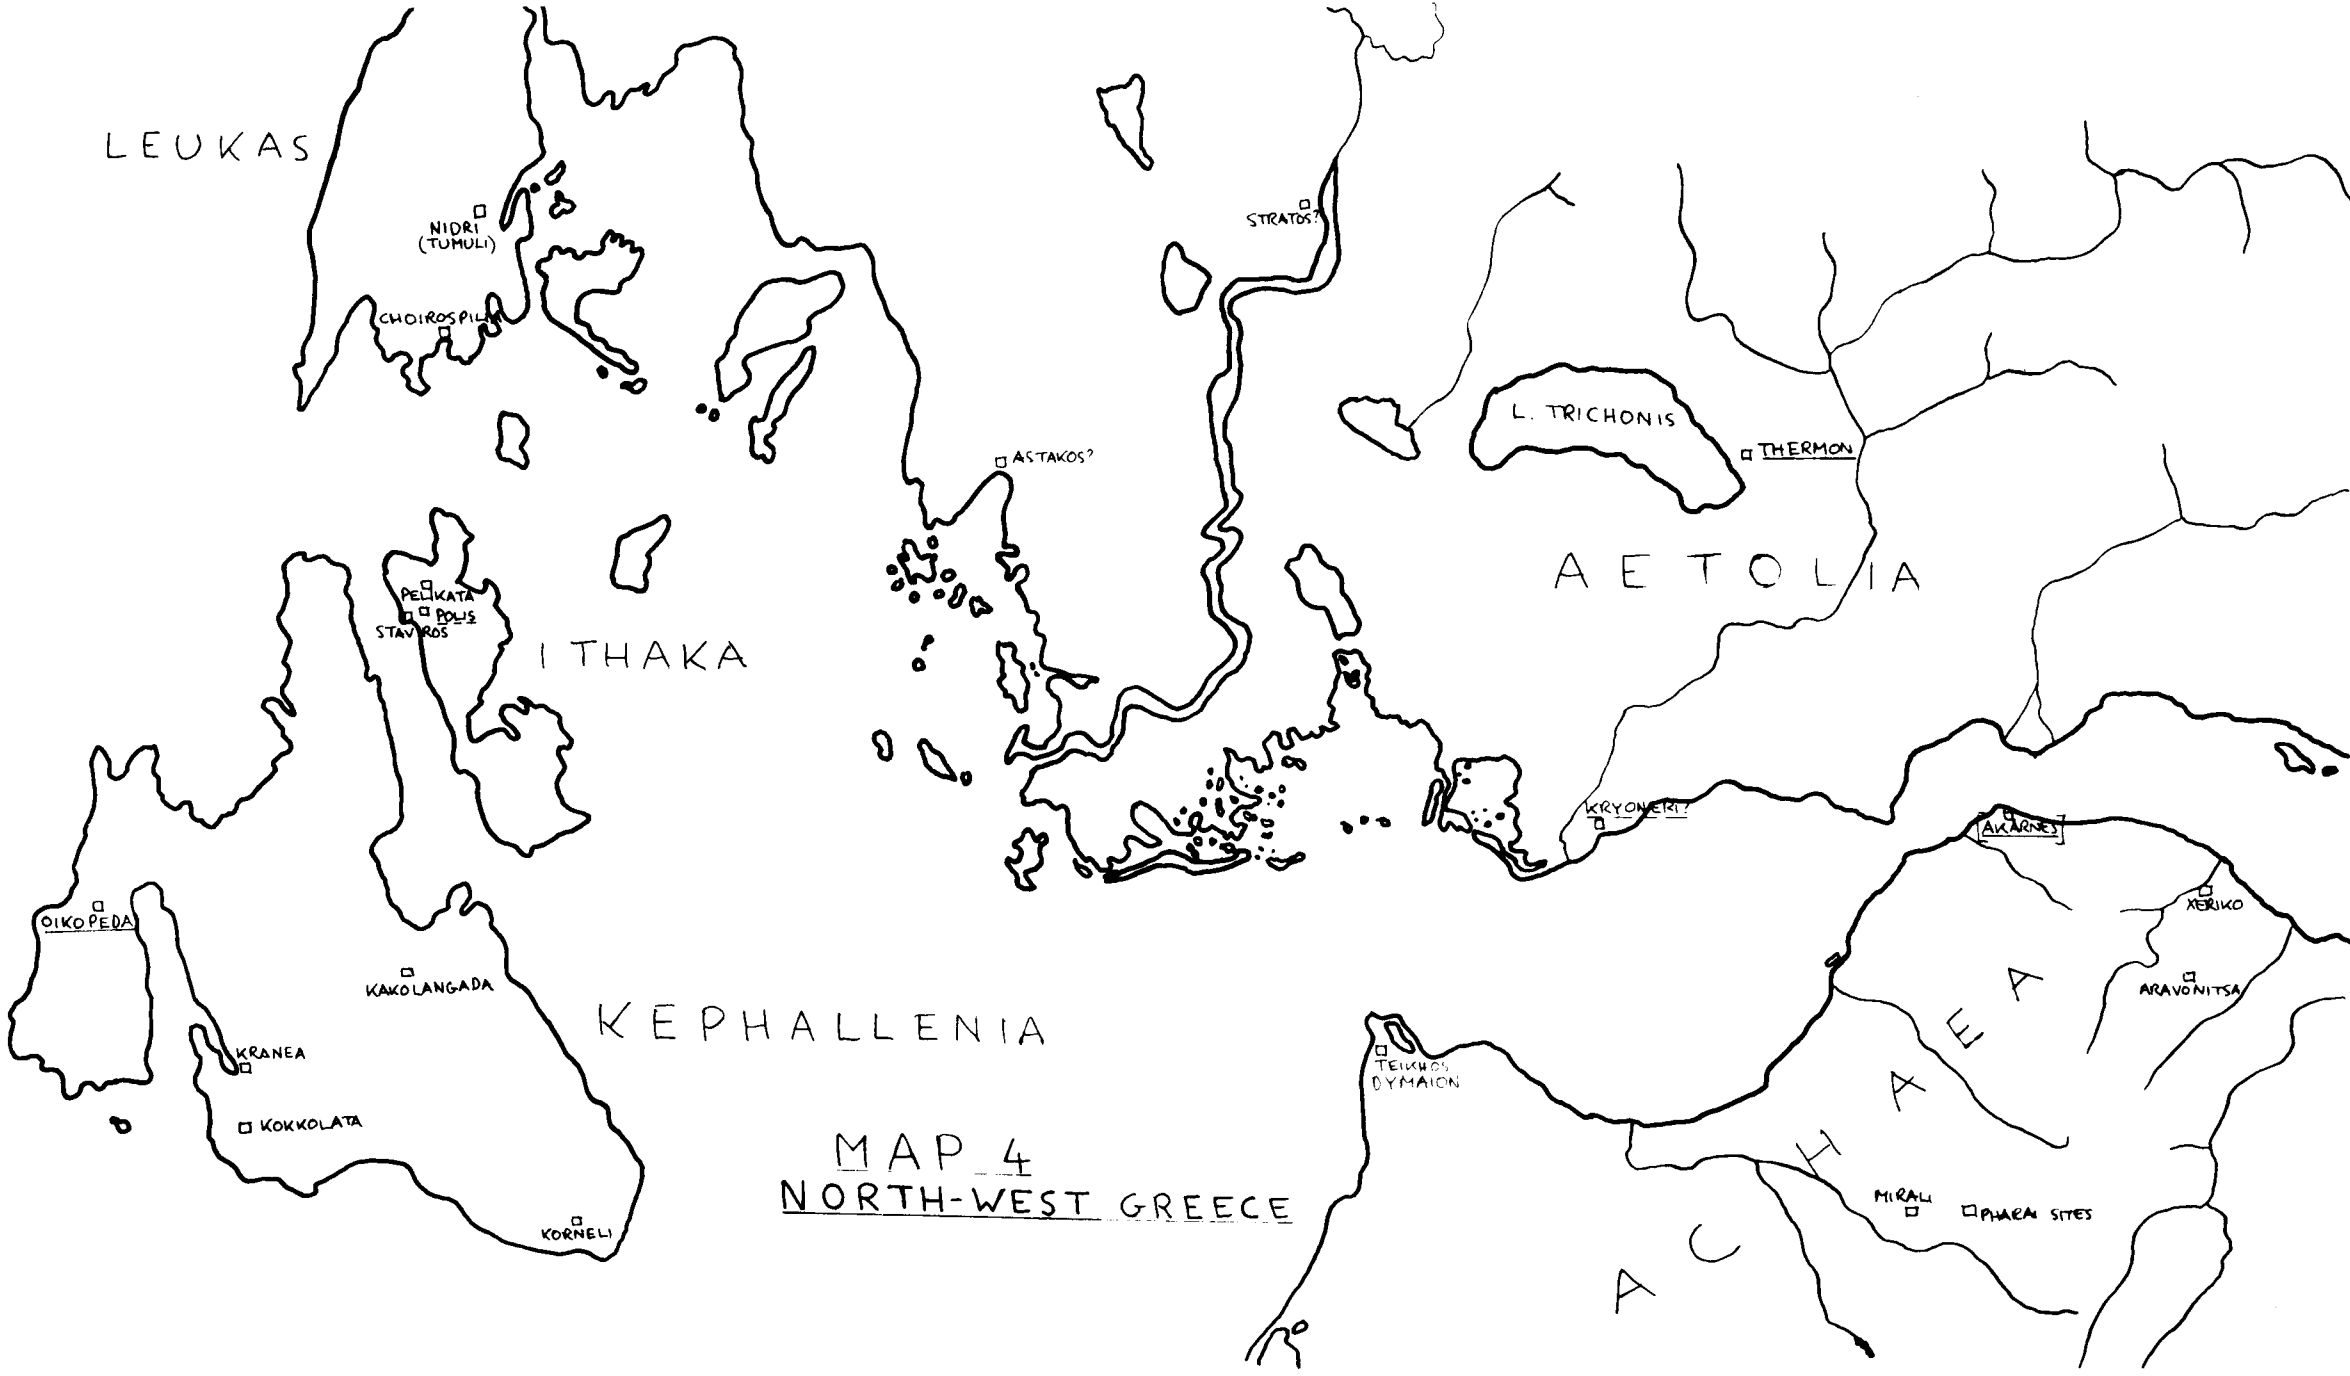 LEUKAS
NIDRI
(TUMULI)
CHOIROSPILIA
STRATOS?
L. TRICHONIS
THERMON
ASTAKOS?
AETOLIA
PELIKATA
POLIS
STAVROS
ITHAKA
KRYONERI?
[AKARNES]
XERIKO
OIKOPEDA
KAKOLANGADA
ARAVONITSA
KEPHALLENIA
KRANEA
TEIKHOS
DYMAION
KOKKOLATA
ACHAEA
MAP 4
NORTH-WEST GREECE
MIRALI
PHARAI SITES
KORNELI